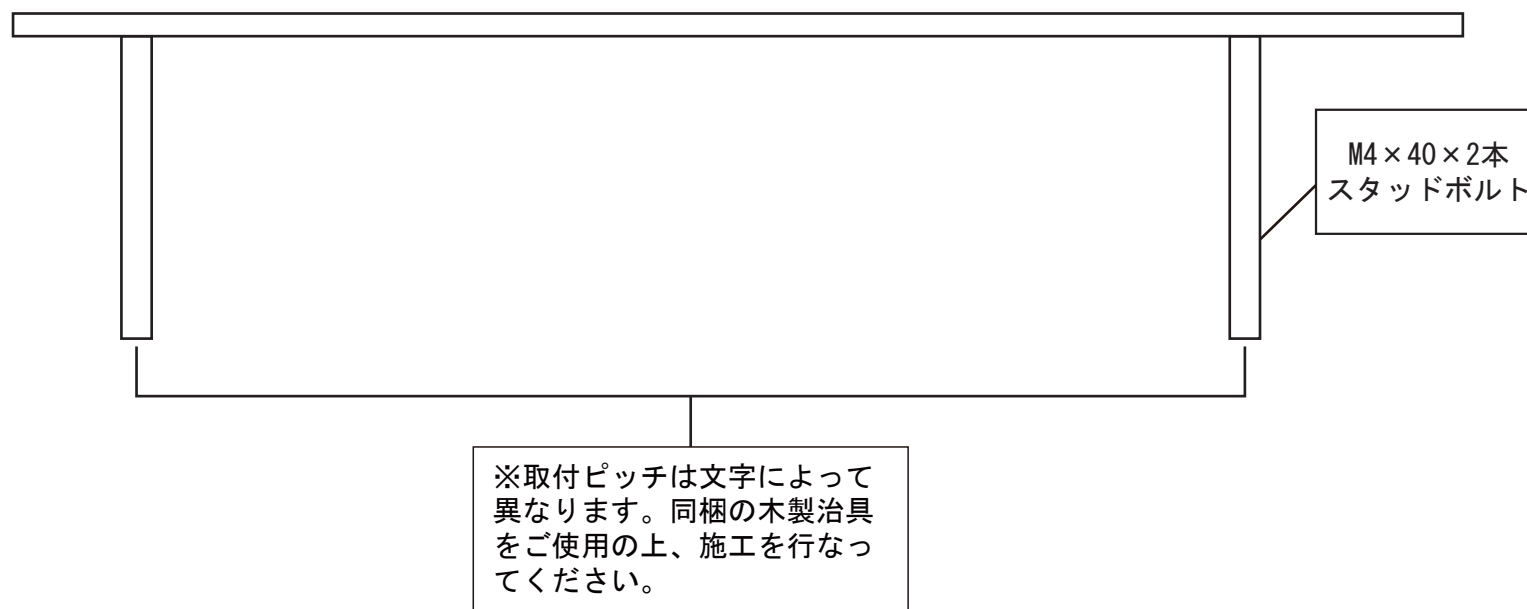 M4×40×2本
スタッドボルト
※取付ピッチは文字によって
異なります。同梱の木製治具
をご使用の上、施工を行なっ
てください。